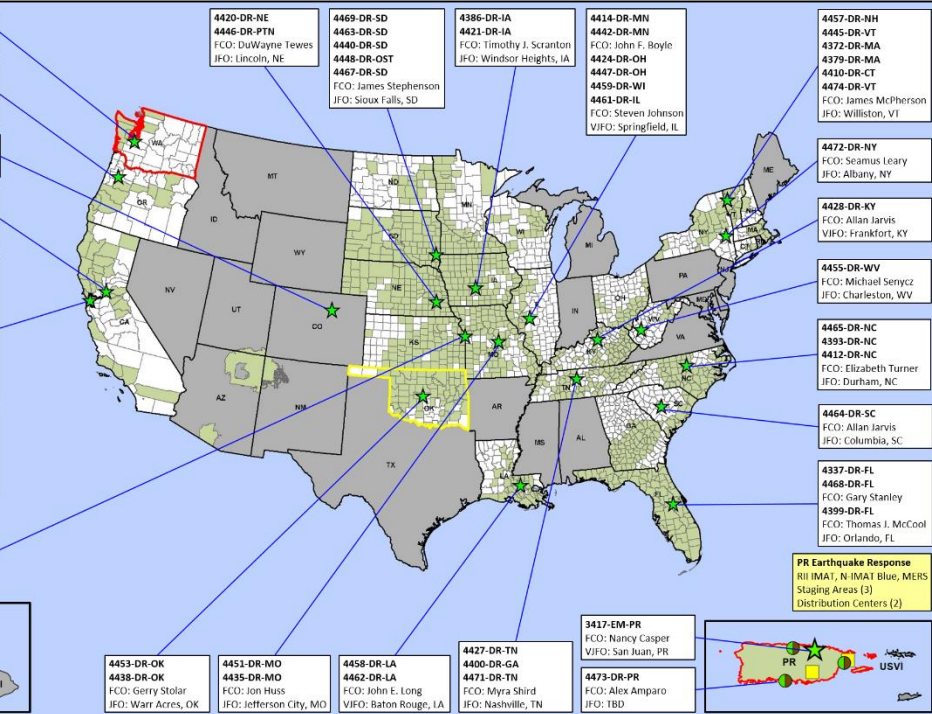 4420-DR-NE
4446-DR-PTN
FCO: DuWayne Tewes
JFO: Lincoln, NE
4469-DR-SD
4463-DR-SD
4440-DR-SD
4448-DR-OST
4467-DR-SD
FCO: James Stephenson
JFO: Sioux Falls, SD
4386-DR-IA
4421-DR-IA
FCO: Timothy J. Scranton
JFO: Windsor Heights, IA
4414-DR-MN
4442-DR-MN
FCO: John F. Boyle
4424-DR-OH
4447-DR-OH
4459-DR-WI
4461-DR-IL
FCO: Steven Johnson
VJFO: Springfield, IL
4457-DR-NH
4445-DR-VT
4372-DR-MA
4379-DR-MA
4410-DR-CT
4474-DR-VT
FCO: James McPherson
JFO: Williston, VT
4472-DR-NY
FCO: Seamus Leary
JFO: Albany, NY
4428-DR-KY
FCO: Allan Jarvis
VJFO: Frankfort, KY
4455-DR-WV
FCO: Michael Senycz
JFO: Charleston, WV
4465-DR-NC
4393-DR-NC
4412-DR-NC
FCO: Elizabeth Turner
JFO: Durham, NC
4464-DR-SC
FCO: Allan Jarvis
JFO: Columbia, SC
4337-DR-FL
4468-DR-FL
FCO: Gary Stanley
4399-DR-FL
FCO: Thomas J. McCool
JFO: Orlando, FL
PR Earthquake Response
RII IMAT, N-IMAT Blue, MERS
Staging Areas (3)
Distribution Centers (2)
WA
MT
ND
MN
ME
OR
ID
WY
SD
WI
MI
NY
VT
NH
MA
CT
RI
NV
UT
CO
NE
IA
IL
IN
OH
PA
MD
CA
KS
MO
KY
WV
VA
AZ
NM
OK
AR
TN
NC
SC
TX
LA
MS
AL
GA
FL
4453-DR-OK
4438-DR-OK
FCO: Gerry Stolar
JFO: Warr Acres, OK
4451-DR-MO
4435-DR-MO
FCO: Jon Huss
JFO: Jefferson City, MO
4458-DR-LA
4462-DR-LA
FCO: John E. Long
VJFO: Baton Rouge, LA
4427-DR-TN
4400-DR-GA
4471-DR-TN
FCO: Myra Shird
JFO: Nashville, TN
3417-EM-PR
FCO: Nancy Casper
VJFO: San Juan, PR
4473-DR-PR
FCO: Alex Amparo
JFO: TBD
PR
USVI